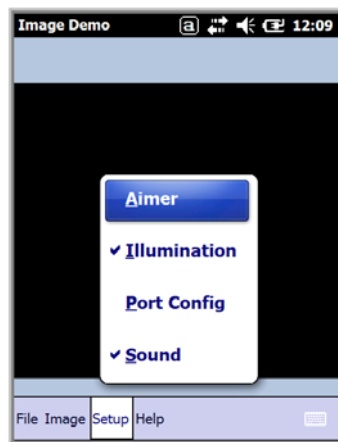 Image Demo a 12:09
Aimer
Illumination
Port Config
Sound
File Image Setup Help